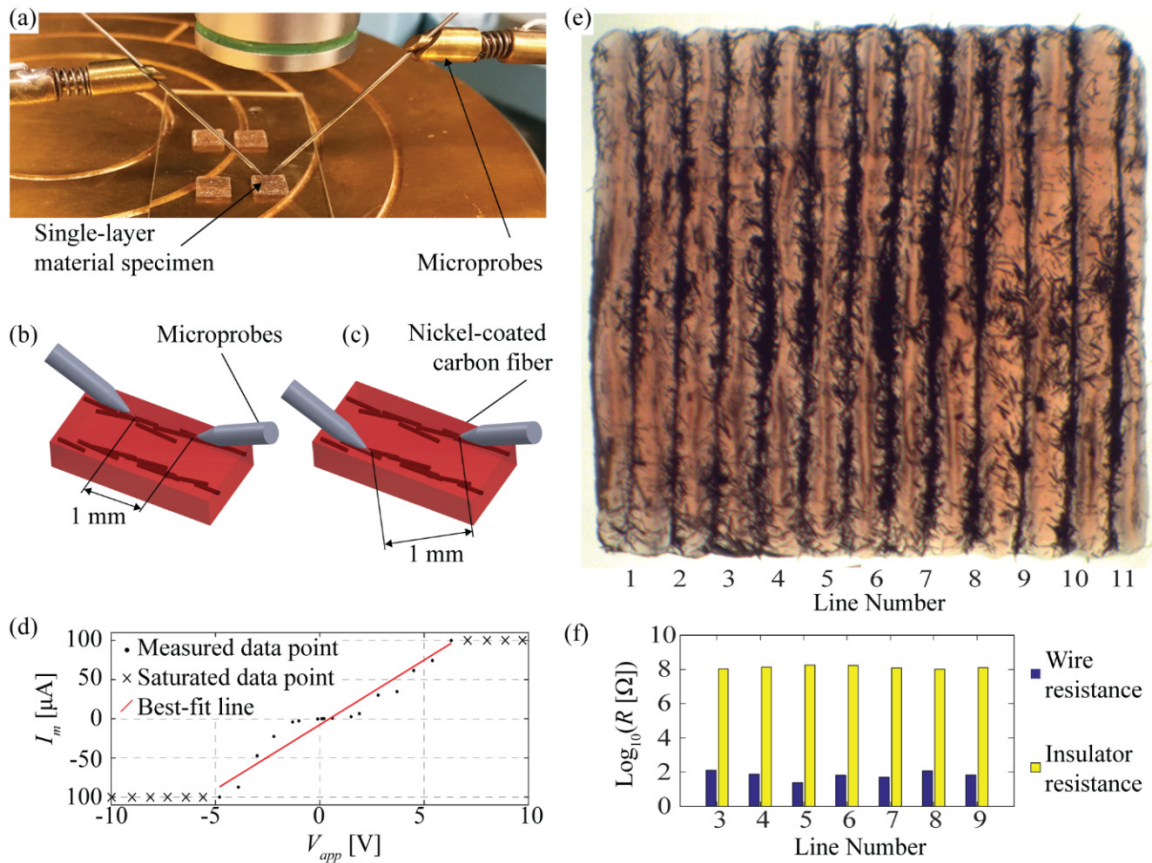 (a)
Single-layer
material specimen
Microprobes
(b)
Microprobes
(c)
Nickel-coated
carbon fiber
1 mm
1 mm
(d)
100
50
0
-50
100
I_m [µA]
• Measured data point
× Saturated data point
Best-fit line
-10
-5
0
5
10
V_app [V]
(e)
1 2 3 4 5 6 7 8 9 10 11
Line Number
(f)
10
8
6
4
2
0
Log10(R [Ω])
3 4 5 6 7 8 9
Line Number
Wire
resistance
Insulator
resistance